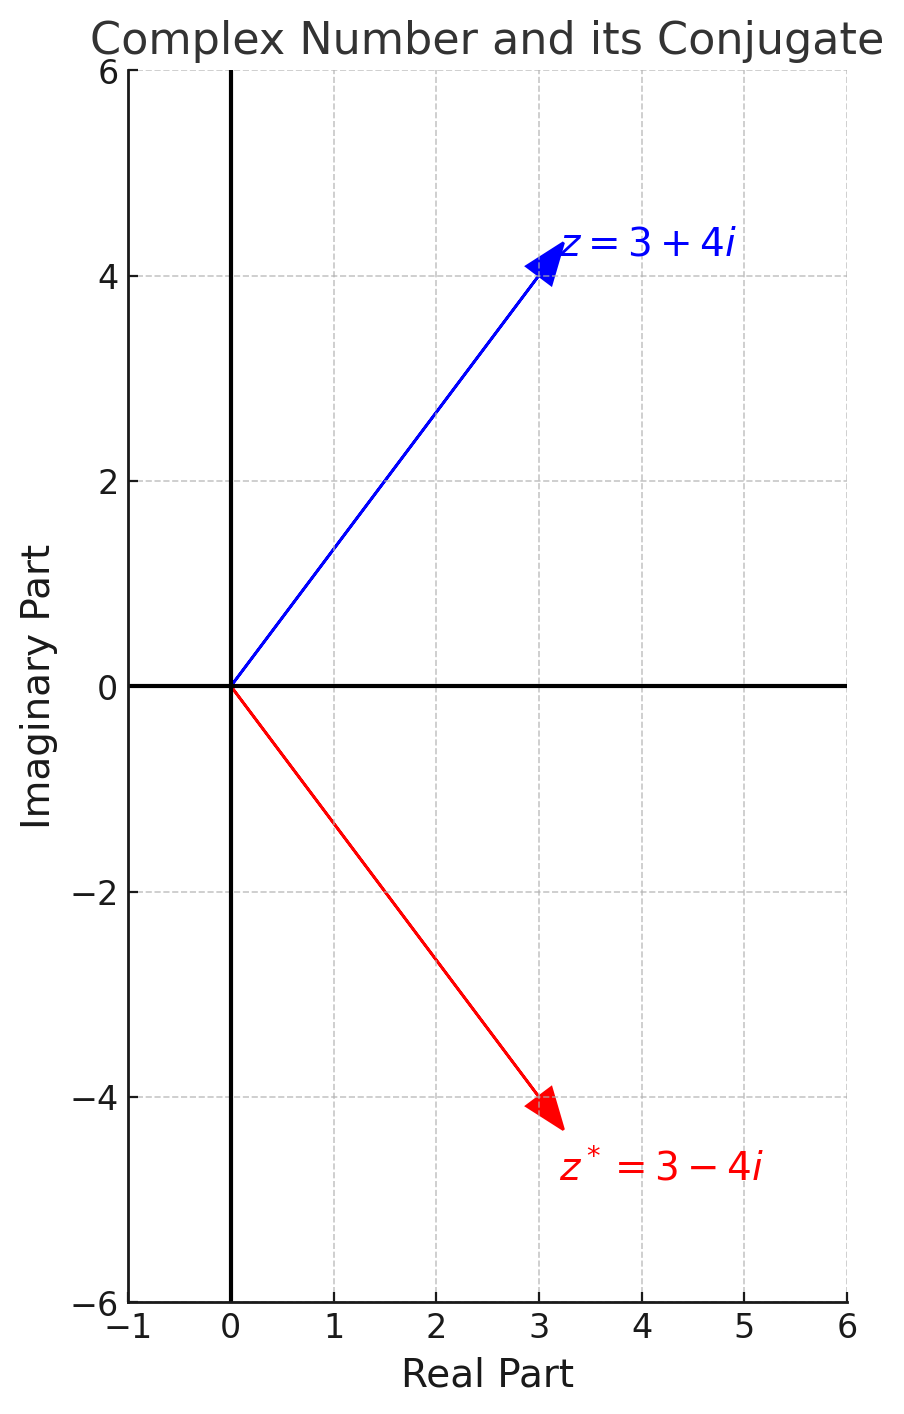 Complex Number and its Conjugate
6
z = 3 + 4i
4
2
Imaginary Part
0
−2
−4
z* = 3 − 4i
−6
−1 0 1 2 3 4 5 6
Real Part